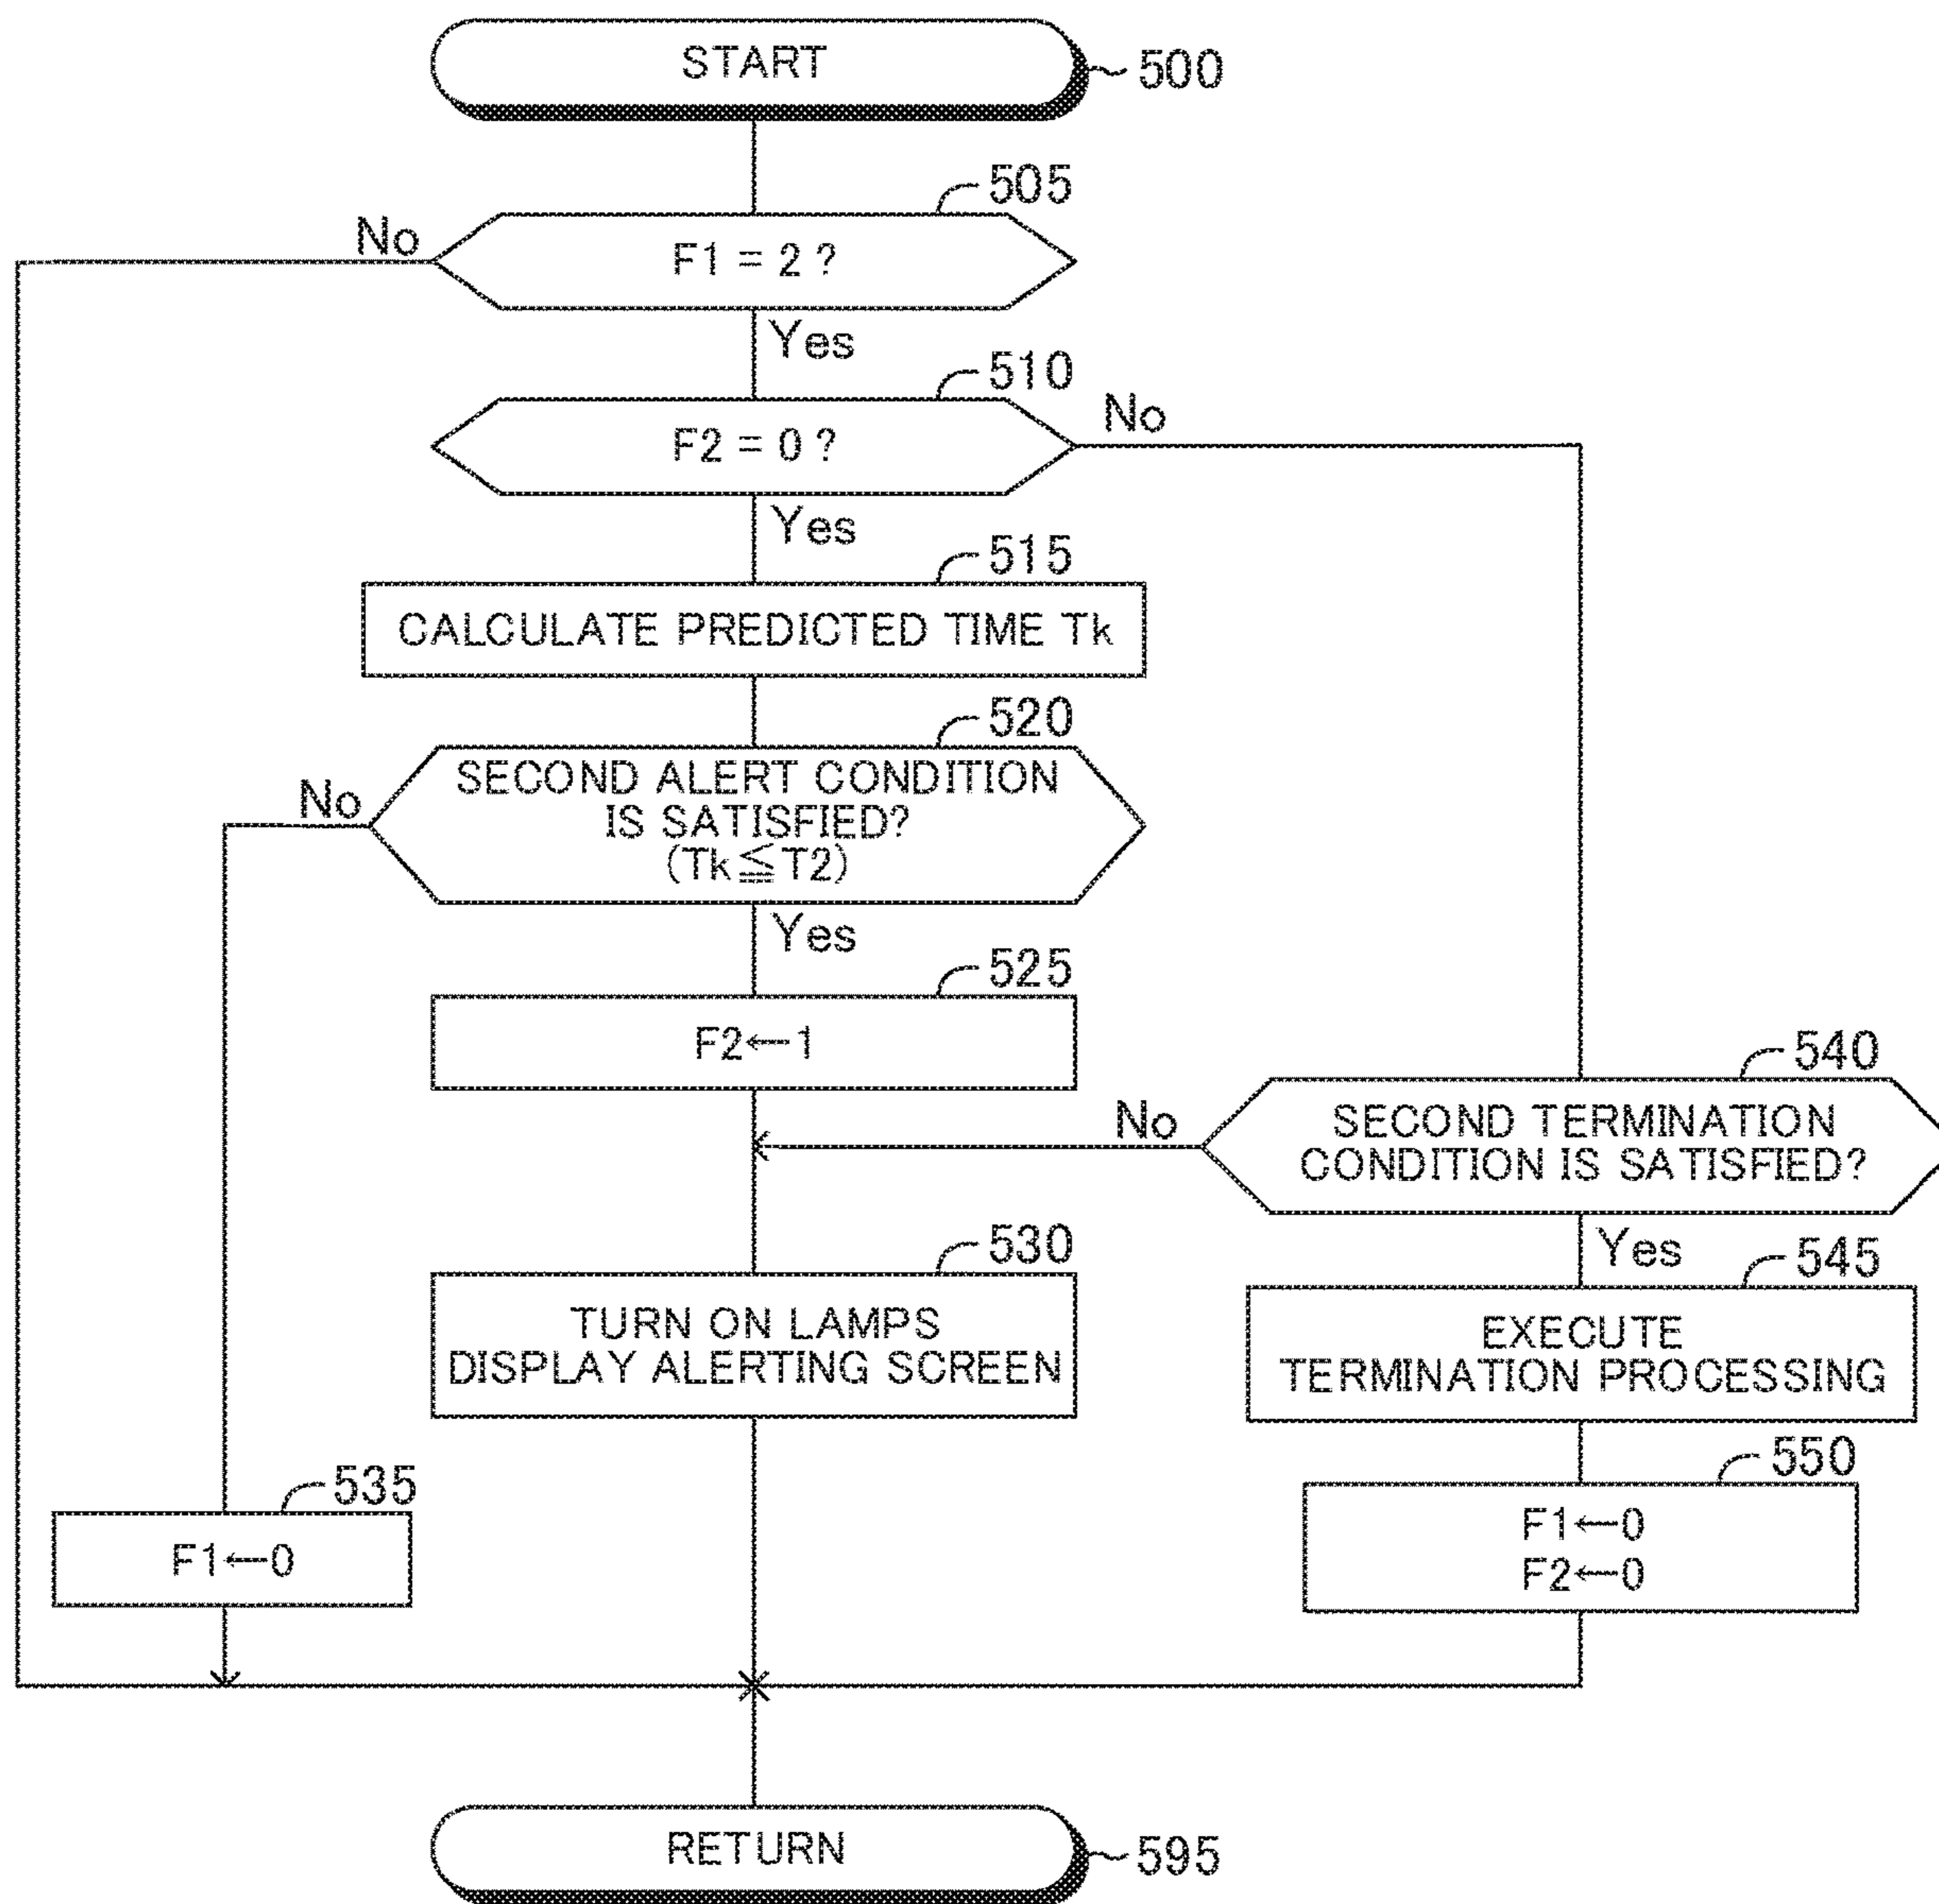 START
500
505
No
F1 = 2 ?
Yes
510
No
F2 = 0 ?
Yes
515
CALCULATE PREDICTED TIME Tk
520
No
SECOND ALERT CONDITION
IS SATISFIED?
(Tk≦T2)
Yes
525
F2←1
540
No
SECOND TERMINATION
CONDITION IS SATISFIED?
Yes
530
545
TURN ON LAMPS
DISPLAY ALERTING SCREEN
EXECUTE
TERMINATION PROCESSING
535
550
F1←0
F1←0
F2←0
RETURN
595